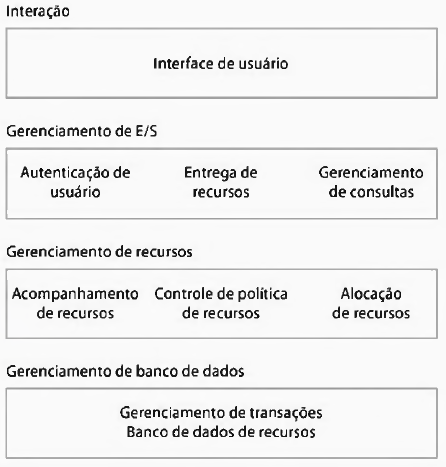 Interação
Interface de usuário
Gerenciamento de E/S
Autenticação de usuário
Entrega de recursos
Gerenciamento de consultas
Gerenciamento de recursos
Acompanhamento de recursos
Controle de política de recursos
Alocação de recursos
Gerenciamento de banco de dados
Gerenciamento de transações
Banco de dados de recursos